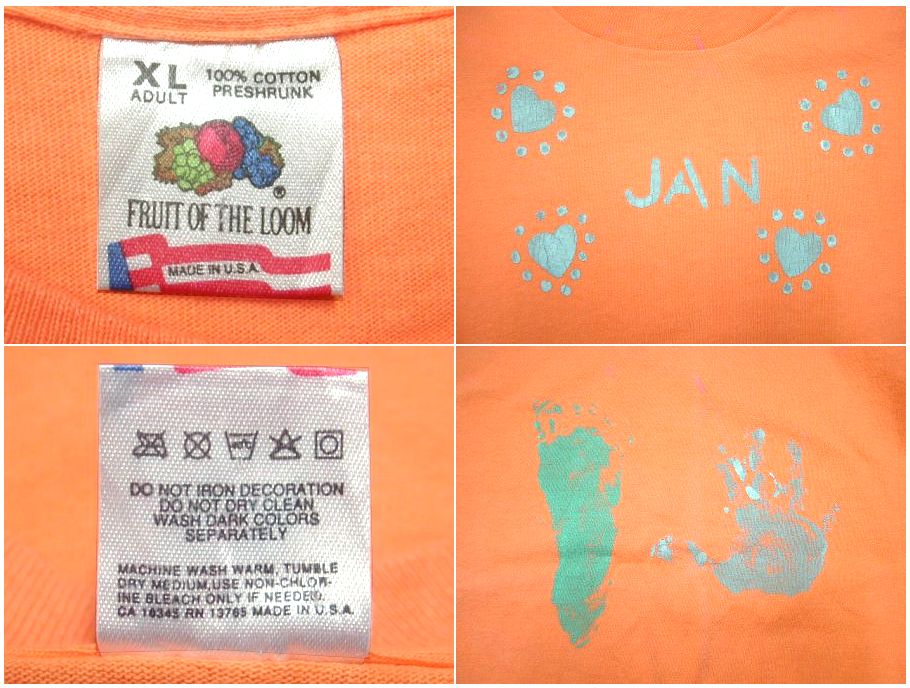 XL
ADULT
100% COTTON
PRESHRUNK
®
FRUIT OF THE LOOM
MADE IN U.S.A.
JAN
DO NOT IRON DECORATION
DO NOT DRY CLEAN
WASH DARK COLORS
SEPARATELY
MACHINE WASH WARM, TUMBLE
DRY MEDIUM,USE NON-CHLOR-
INE BLEACH ONLY IF NEEDED.
CA 16345 RN 13765 MADE IN U.S.A.